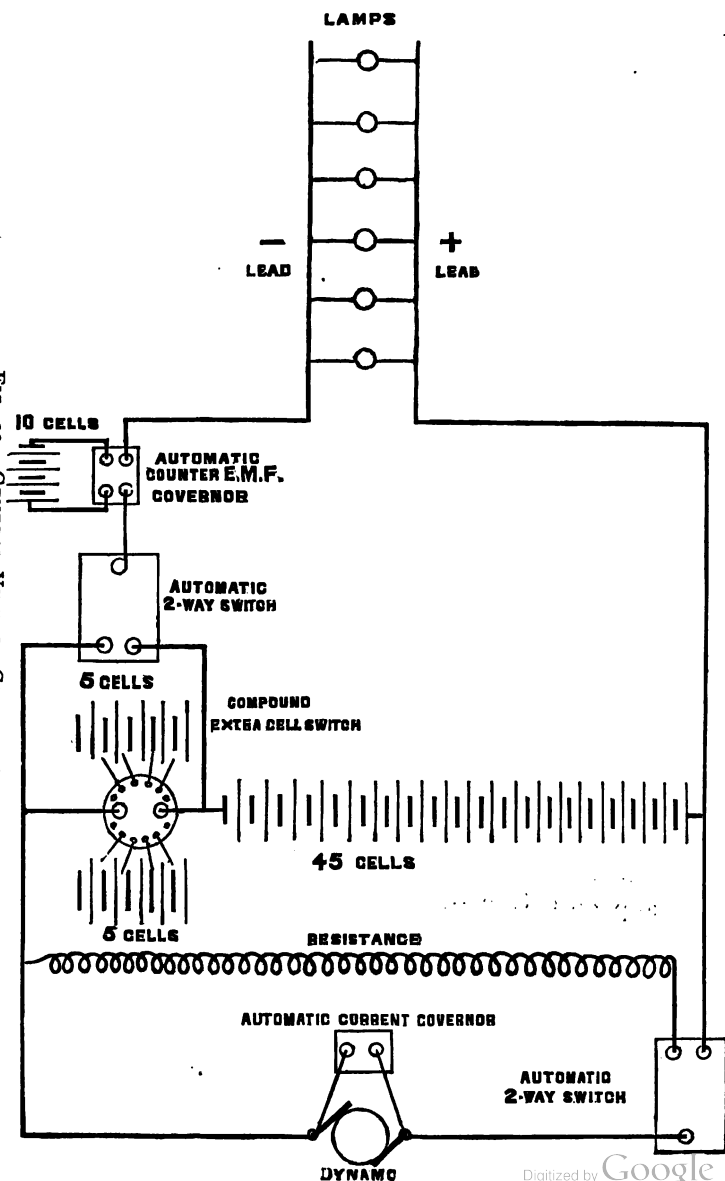 LAMPS
− +
LEAD LEAD
10 CELLS
AUTOMATIC
COUNTER E.M.F.
GOVERNOR
AUTOMATIC
2-WAY SWITCH
5 CELLS
COMPOUND
EXTRA CELL SWITCH
45 CELLS
5 CELLS
RESISTANCE
AUTOMATIC CURRENT GOVERNOR
AUTOMATIC
2-WAY SWITCH
DYNAMO
Digitized by Google